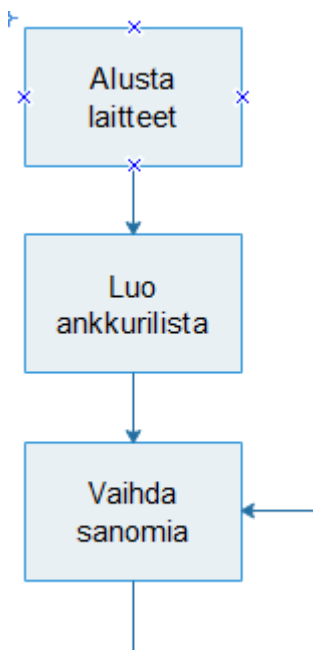 Alusta
laitteet
Luo
ankkurilista
Vaihda
sanomia